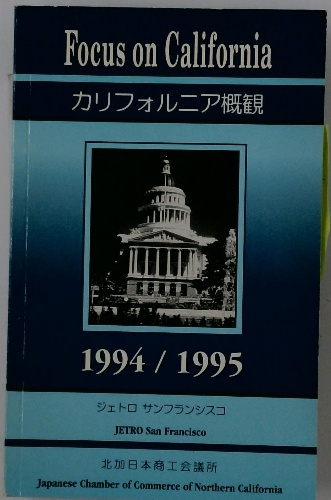 Focus on California
カリフォルニア概観
1994 / 1995
ジェトロ サンフランシスコ
JETRO San Francisco
北加日本商工会議所
Japanese Chamber of Commerce of Northern California